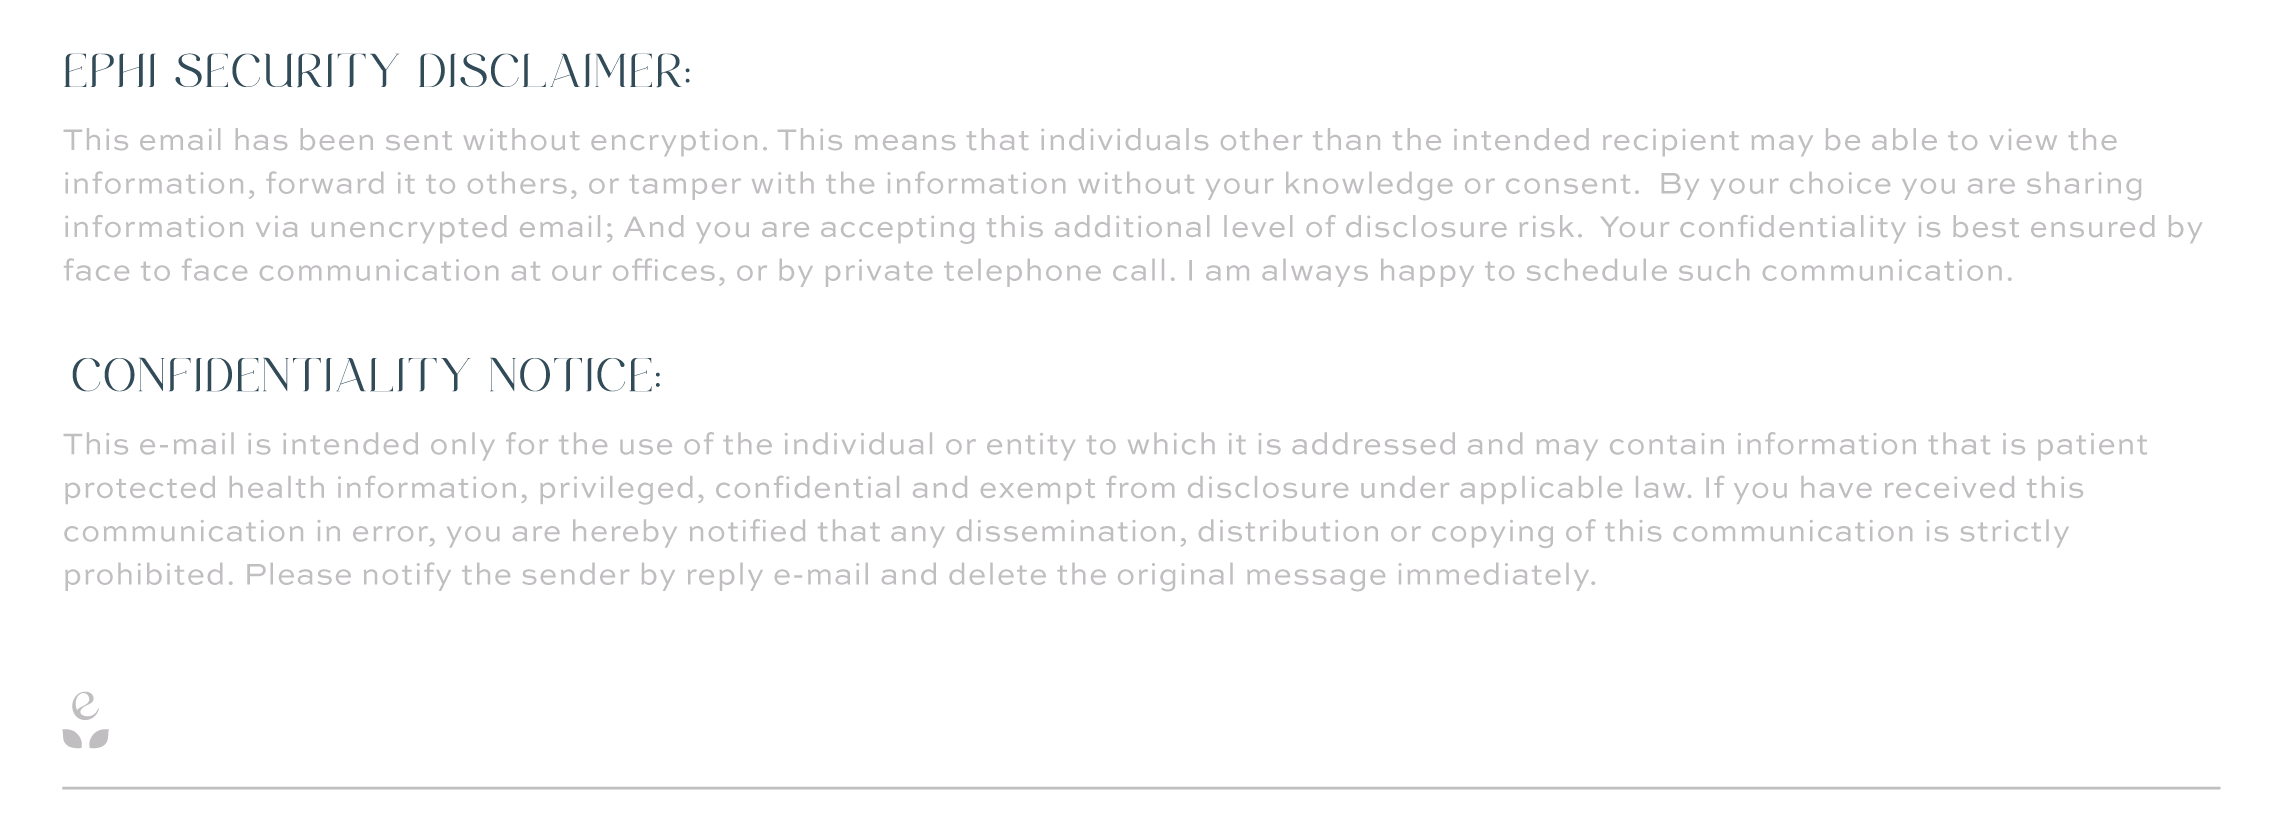 EPHI SECURITY DISCLAIMER:
This email has been sent without encryption. This means that individuals other than the intended recipient may be able to view the
information, forward it to others, or tamper with the information without your knowledge or consent.  By your choice you are sharing
information via unencrypted email; And you are accepting this additional level of disclosure risk.  Your confidentiality is best ensured by
face to face communication at our offices, or by private telephone call. I am always happy to schedule such communication.
CONFIDENTIALITY NOTICE:
This e-mail is intended only for the use of the individual or entity to which it is addressed and may contain information that is patient
protected health information, privileged, confidential and exempt from disclosure under applicable law. If you have received this
communication in error, you are hereby notified that any dissemination, distribution or copying of this communication is strictly
prohibited. Please notify the sender by reply e-mail and delete the original message immediately.
e